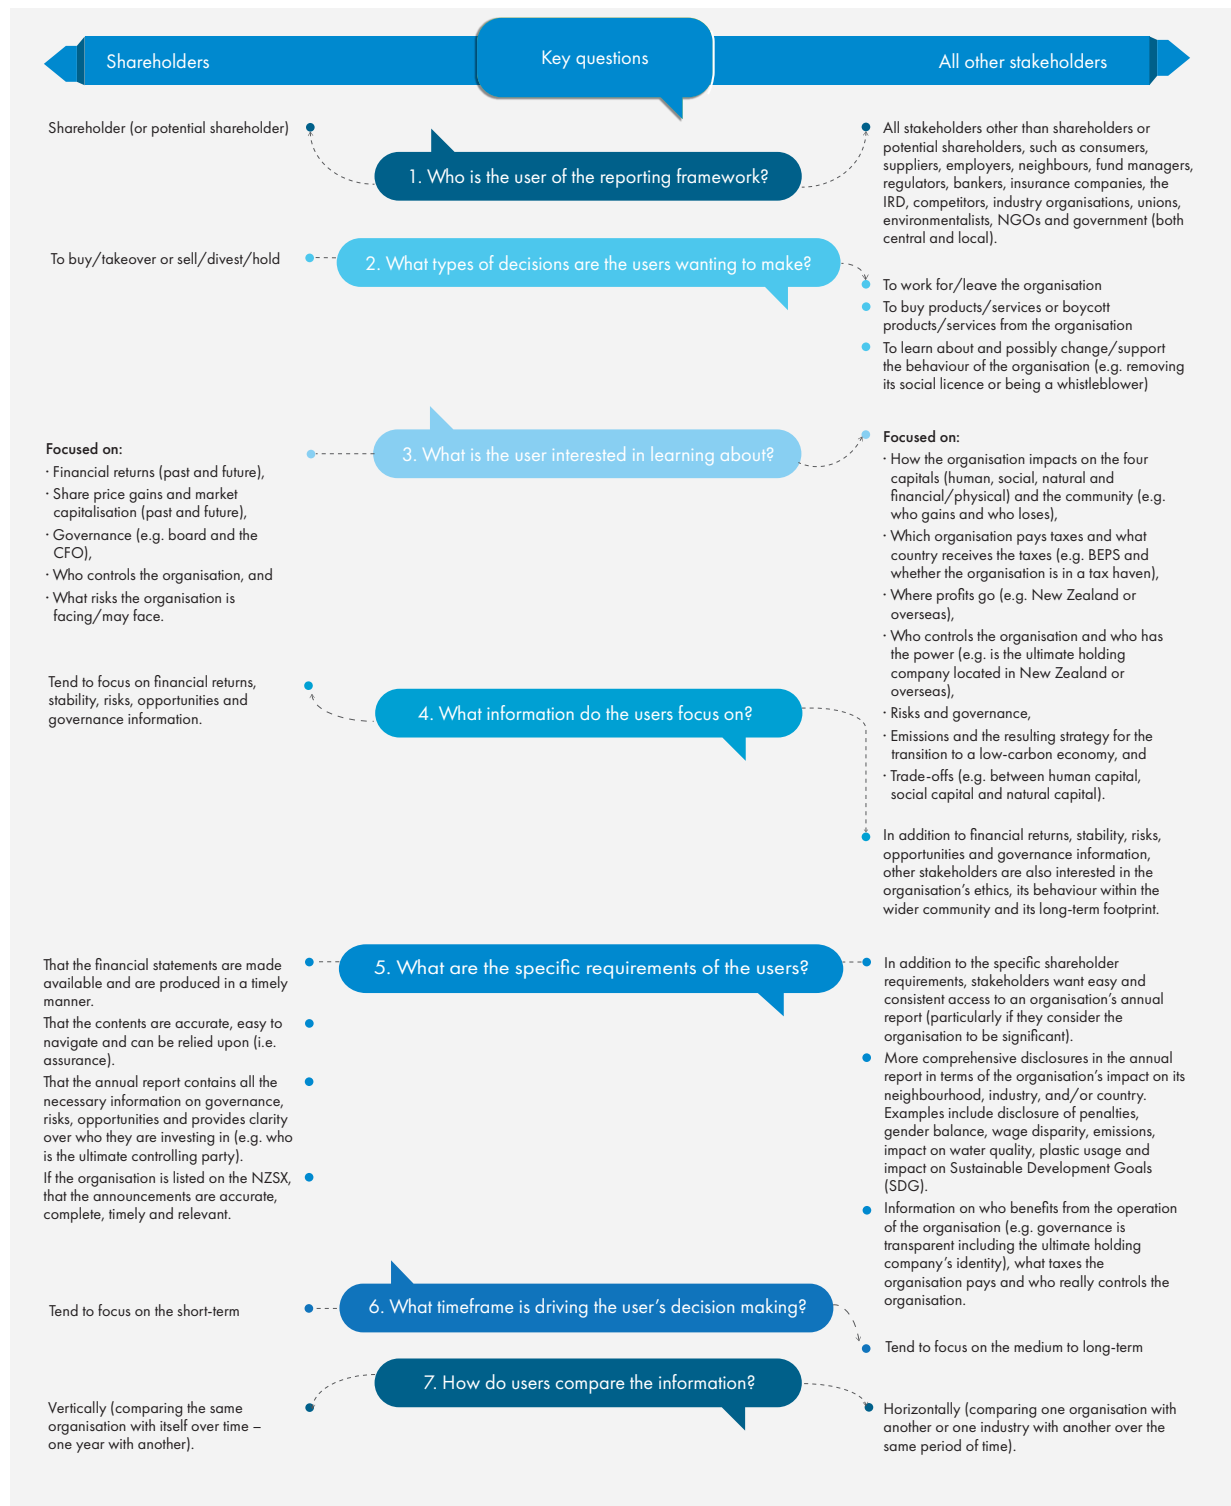 Shareholders
Key questions
All other stakeholders
Shareholder (or potential shareholder)
1. Who is the user of the reporting framework?
All stakeholders other than shareholders or
potential shareholders, such as consumers,
suppliers, employers, neighbours, fund managers,
regulators, bankers, insurance companies, the
IRD, competitors, industry organisations, unions,
environmentalists, NGOs and government (both
central and local).
To buy/takeover or sell/divest/hold
2. What types of decisions are the users wanting to make?
To work for/leave the organisation
To buy products/services or boycott
products/services from the organisation
To learn about and possibly change/support
the behaviour of the organisation (e.g. removing
its social licence or being a whistleblower)
Focused on:
· Financial returns (past and future),
· Share price gains and market
capitalisation (past and future),
· Governance (e.g. board and the
CFO),
· Who controls the organisation, and
· What risks the organisation is
facing/may face.
3. What is the user interested in learning about?
Focused on:
· How the organisation impacts on the four
capitals (human, social, natural and
financial/physical) and the community (e.g.
who gains and who loses),
· Which organisation pays taxes and what
country receives the taxes (e.g. BEPS and
whether the organisation is in a tax haven),
· Where profits go (e.g. New Zealand or
overseas),
· Who controls the organisation and who has
the power (e.g. is the ultimate holding
company located in New Zealand or
overseas),
· Risks and governance,
· Emissions and the resulting strategy for the
transition to a low-carbon economy, and
· Trade-offs (e.g. between human capital,
social capital and natural capital).
Tend to focus on financial returns,
stability, risks, opportunities and
governance information.
4. What information do the users focus on?
In addition to financial returns, stability, risks,
opportunities and governance information,
other stakeholders are also interested in the
organisation's ethics, its behaviour within the
wider community and its long-term footprint.
That the financial statements are made
available and are produced in a timely
manner.
That the contents are accurate, easy to
navigate and can be relied upon (i.e.
assurance).
That the annual report contains all the
necessary information on governance,
risks, opportunities and provides clarity
over who they are investing in (e.g. who
is the ultimate controlling party).
If the organisation is listed on the NZSX,
that the announcements are accurate,
complete, timely and relevant.
5. What are the specific requirements of the users?
In addition to the specific shareholder
requirements, stakeholders want easy and
consistent access to an organisation's annual
report (particularly if they consider the
organisation to be significant).
More comprehensive disclosures in the annual
report in terms of the organisation's impact on its
neighbourhood, industry, and/or country.
Examples include disclosure of penalties,
gender balance, wage disparity, emissions,
impact on water quality, plastic usage and
impact on Sustainable Development Goals
(SDG).
Information on who benefits from the operation
of the organisation (e.g. governance is
transparent including the ultimate holding
company's identity), what taxes the
organisation pays and who really controls the
organisation.
Tend to focus on the short-term
6. What timeframe is driving the user's decision making?
Tend to focus on the medium to long-term
Vertically (comparing the same
organisation with itself over time –
one year with another).
7. How do users compare the information?
Horizontally (comparing one organisation with
another or one industry with another over the
same period of time).